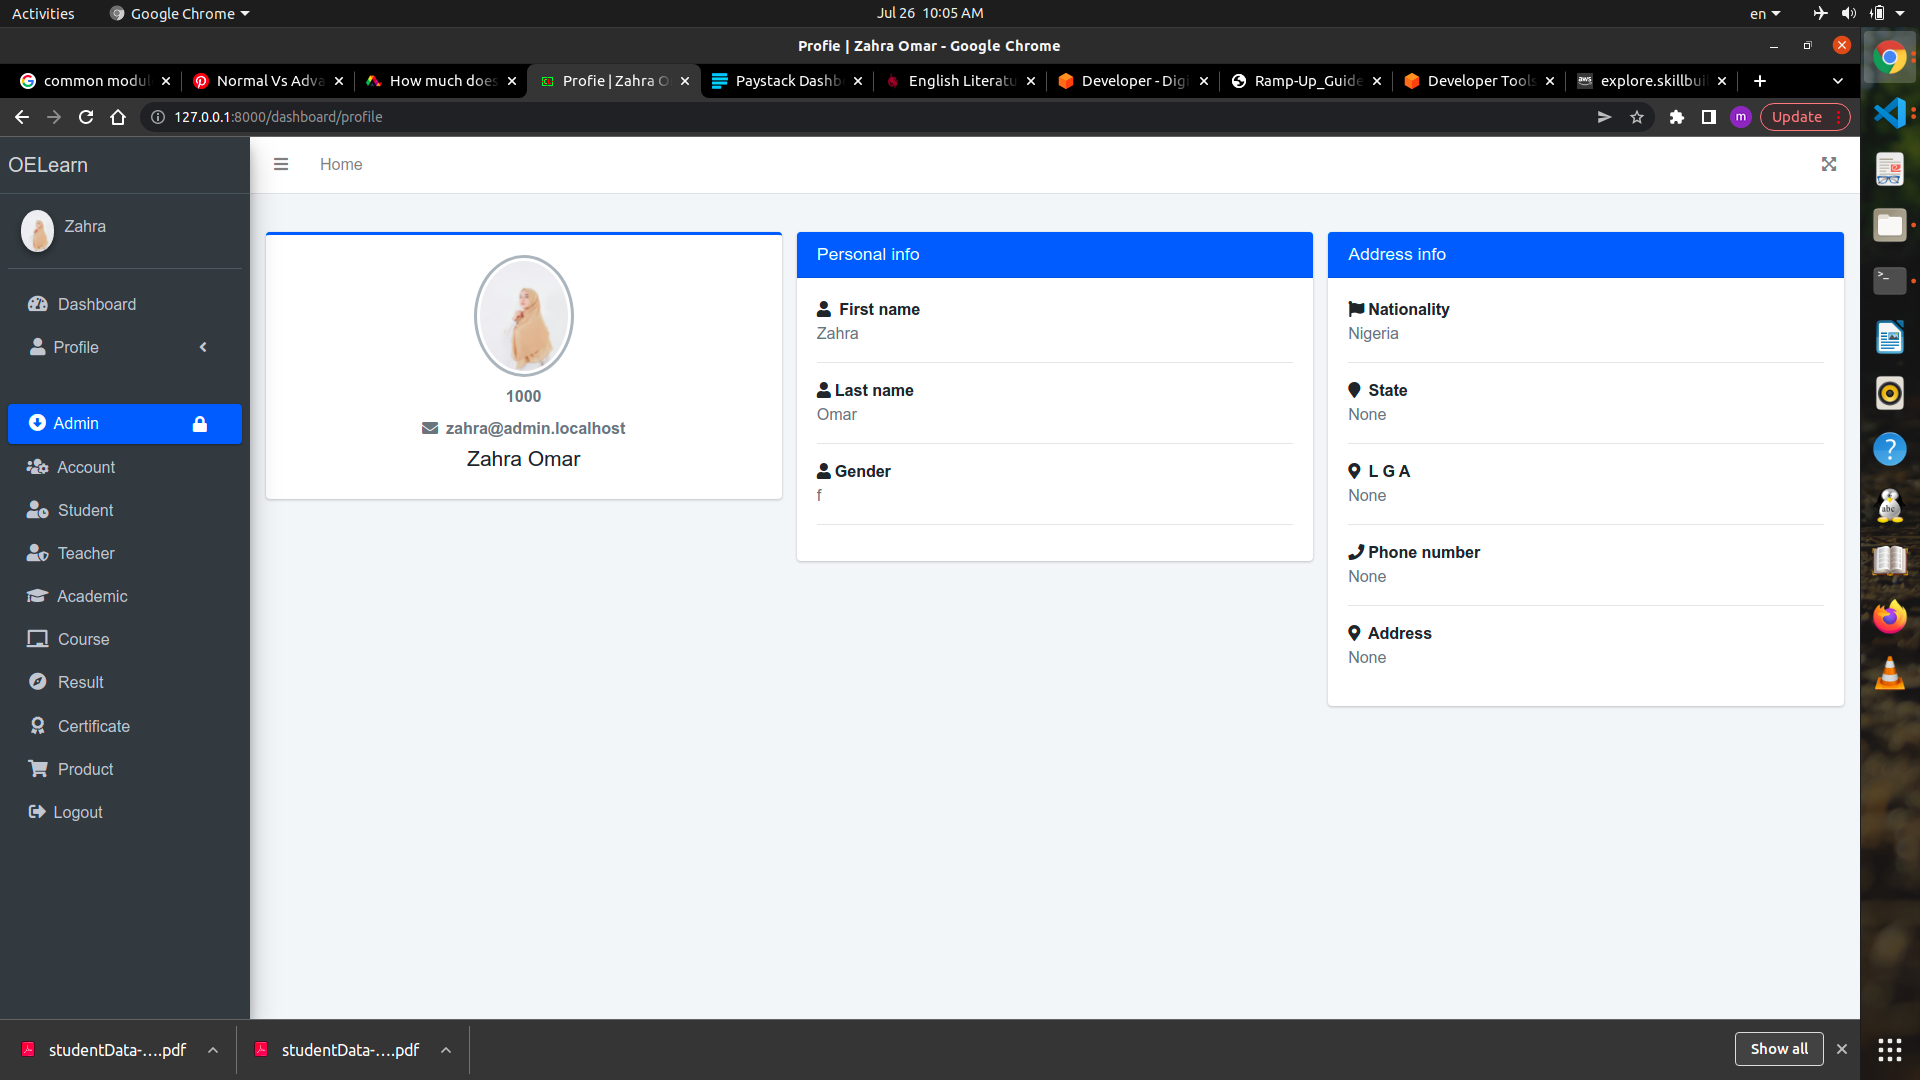 Activities
Google Chrome
Jul 26 10:05 AM
en
Profie | Zahra Omar - Google Chrome
common modul
Normal Vs Adva
How much does
Profie | Zahra O
Paystack Dashb
English Literatu
Developer - Digi
Ramp-Up_Guide
Developer Tools
explore.skillbui
127.0.0.1:8000/dashboard/profile
m
Update
OELearn
Home
Zahra
Dashboard
Profile
Admin
Account
Student
Teacher
Academic
Course
Result
Certificate
Product
Logout
1000
zahra@admin.localhost
Zahra Omar
Personal info
First name
Zahra
Last name
Omar
Gender
f
Address info
Nationality
Nigeria
State
None
L G A
None
Phone number
None
Address
None
studentData-....pdf
studentData-....pdf
Show all